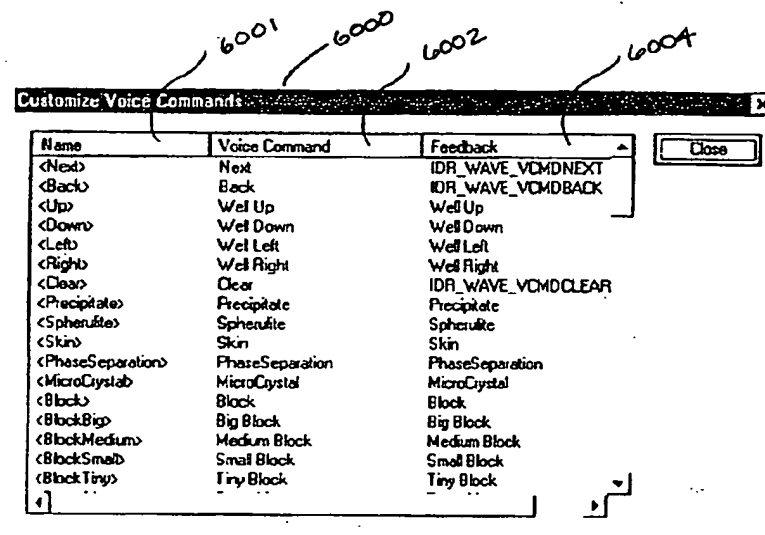 6001 6000 6002 6004
Customize Voice Commands
Name Voice Command Feedback Close
<Next> Next IDR_WAVE_VCMDNEXT
<Back> Back IDR_WAVE_VCMDBACK
<Up> Well Up Well Up
<Down> Well Down Well Down
<Left> Well Left Well Left
<Right> Well Right Well Right
<Clear> Clear IDR_WAVE_VCMDCLEAR
<Precipitate> Precipitate Precipitate
<Spherulite> Spherulite Spherulite
<Skin> Skin Skin
<PhaseSeparation> PhaseSeparation PhaseSeparation
<MicroCrystal> MicroCrystal MicroCrystal
<Block> Block Block
<BlockBig> Big Block Big Block
<BlockMedium> Medium Block Medium Block
<BlockSmall> Small Block Small Block
<BlockTiny> Tiny Block Tiny Block